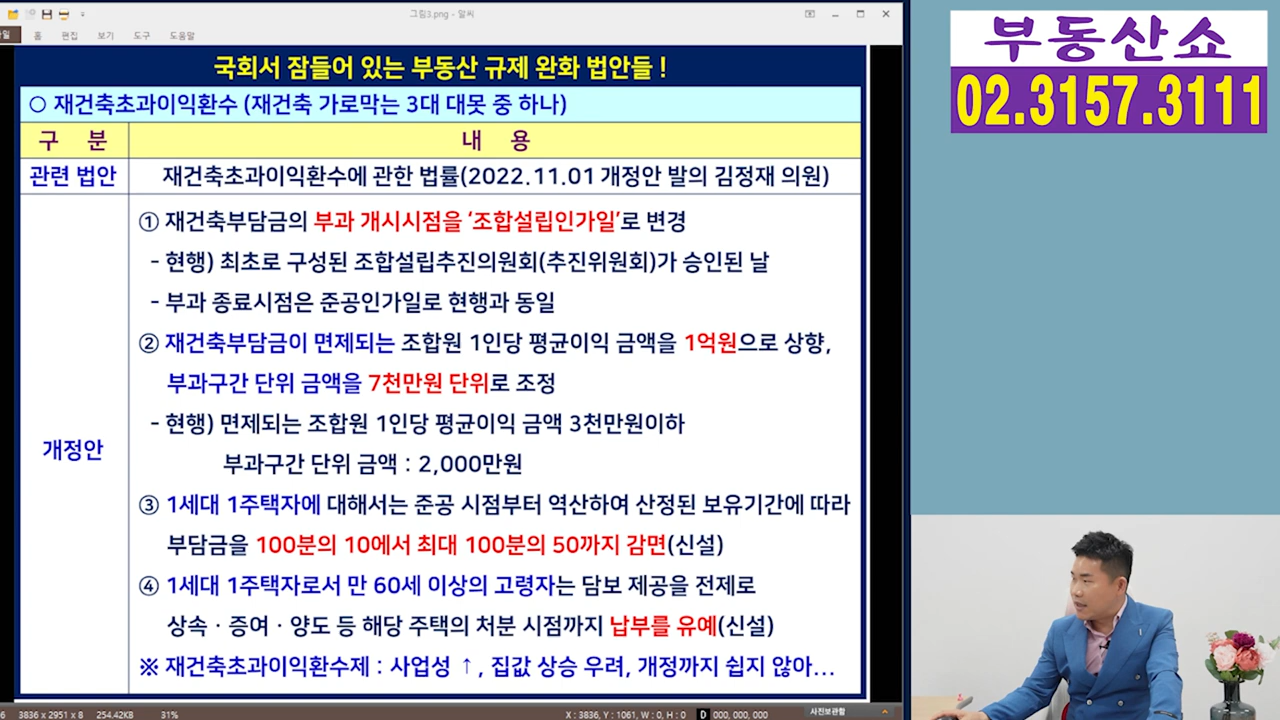 그림3.png - 알씨
일 홈 편집 보기 도구 도움말
부동산쇼
02.3157.3111
국회서 잠들어 있는 부동산 규제 완화 법안들 !
○ 재건축초과이익환수 (재건축 가로막는 3대 대못 중 하나)
구 분 내 용
관련 법안 재건축초과이익환수에 관한 법률(2022.11.01 개정안 발의 김정재 의원)
개정안
① 재건축부담금의 부과 개시시점을 ‘조합설립인가일’로 변경
- 현행) 최초로 구성된 조합설립추진의원회(추진위원회)가 승인된 날
- 부과 종료시점은 준공인가일로 현행과 동일
② 재건축부담금이 면제되는 조합원 1인당 평균이익 금액을 1억원으로 상향,
부과구간 단위 금액을 7천만원 단위로 조정
- 현행) 면제되는 조합원 1인당 평균이익 금액 3천만원이하
부과구간 단위 금액 : 2,000만원
③ 1세대 1주택자에 대해서는 준공 시점부터 역산하여 산정된 보유기간에 따라
부담금을 100분의 10에서 최대 100분의 50까지 감면(신설)
④ 1세대 1주택자로서 만 60세 이상의 고령자는 담보 제공을 전제로
상속 · 증여 · 양도 등 해당 주택의 처분 시점까지 납부를 유예(신설)
※ 재건축초과이익환수제 : 사업성 ↑, 집값 상승 우려, 개정까지 쉽지 않아...
6 3836 x 2951 x 8 254.42KB 31% X : 3836, Y : 1061, W : 0, H : 0 D 000, 000, 000 사진보관함